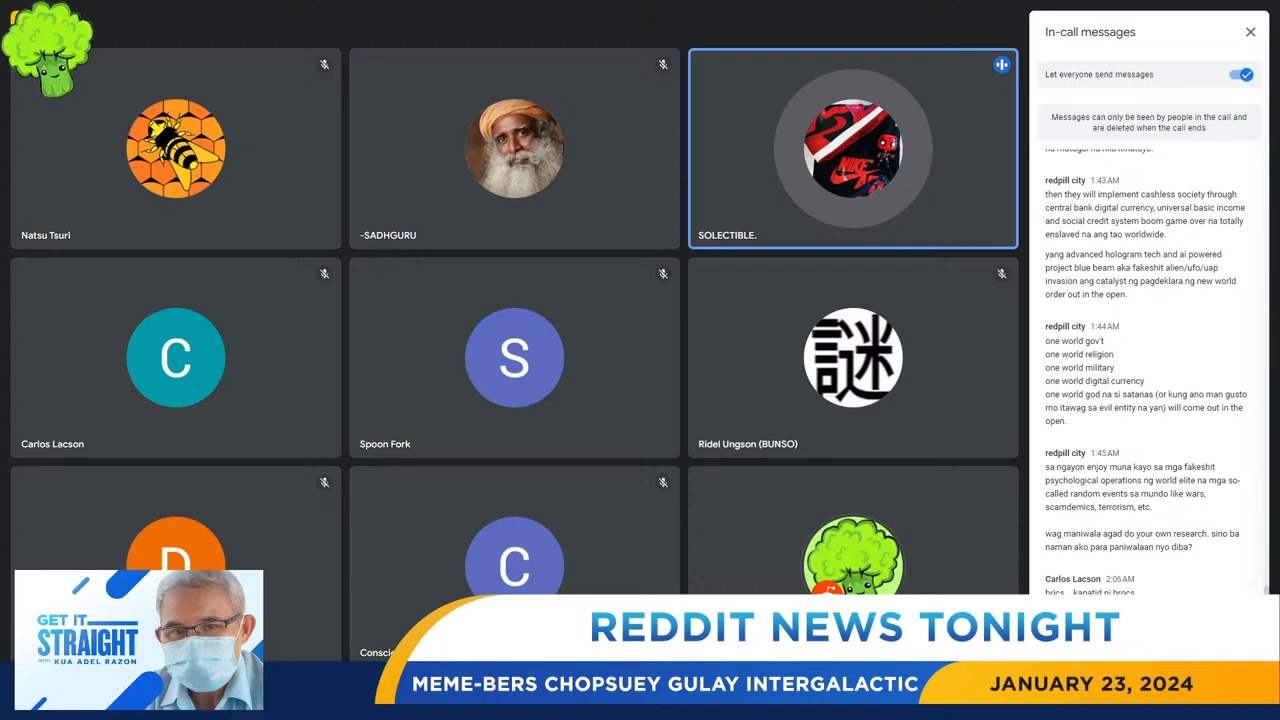 In-call messages
Let everyone send messages
Messages can only be seen by people in the call and
are deleted when the call ends
redpill city 1:43 AM
then they will implement cashless society through
central bank digital currency, universal basic income
and social credit system boom game over na totally
enslaved na ang tao worldwide.
yang advanced hologram tech and ai powered
project blue beam aka fakeshit alien/ufo/uap
invasion ang catalyst ng pagdeklara ng new world
order out in the open.
redpill city 1:44 AM
one world gov't
one world religion
one world military
one world digital currency
one world god na si satanas (or kung ano man gusto
mo itawag sa evil entity na yan) will come out in the
open.
redpill city 1:45 AM
sa ngayon enjoy muna kayo sa mga fakeshit
psychological operations ng world elite na mga so-
called random events sa mundo like wars,
scamdemics, terrorism, etc.
wag maniwala agad do your own research. sino ba
naman ako para paniwalaan nyo diba?
Carlos Lacson 2:06 AM
Natsu Tsuri
-SADHGURU
NIKE
SOLECTIBLE.
C
Carlos Lacson
S
Spoon Fork
謎
Ridel Ungson (BUNSO)
D
C
GET IT
STRAIGHT
WITH KUA ADEL RAZON
REDDIT NEWS TONIGHT
MEME-BERS CHOPSUEY GULAY INTERGALACTIC
JANUARY 23, 2024